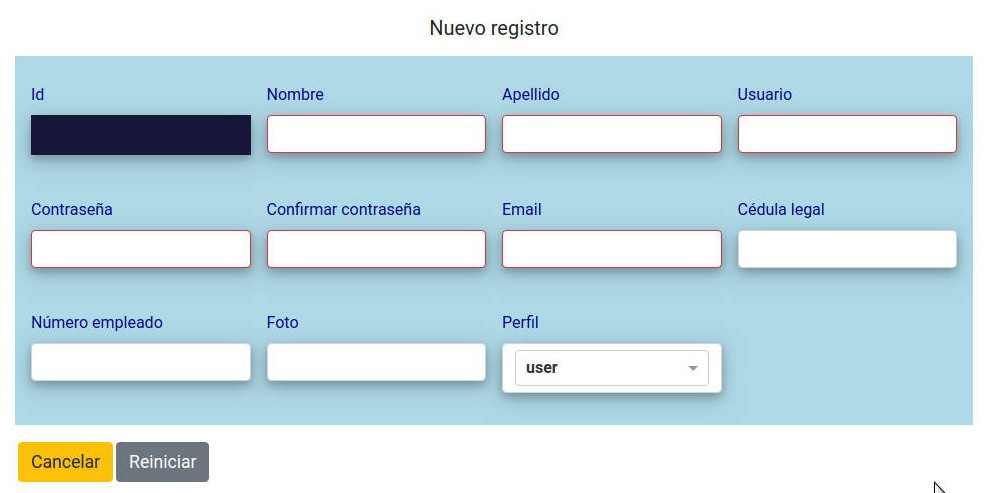 Nuevo registro
Id Nombre Apellido Usuario
Contraseña Confirmar contraseña Email Cédula legal
Número empleado Foto Perfil
user
Cancelar Reiniciar